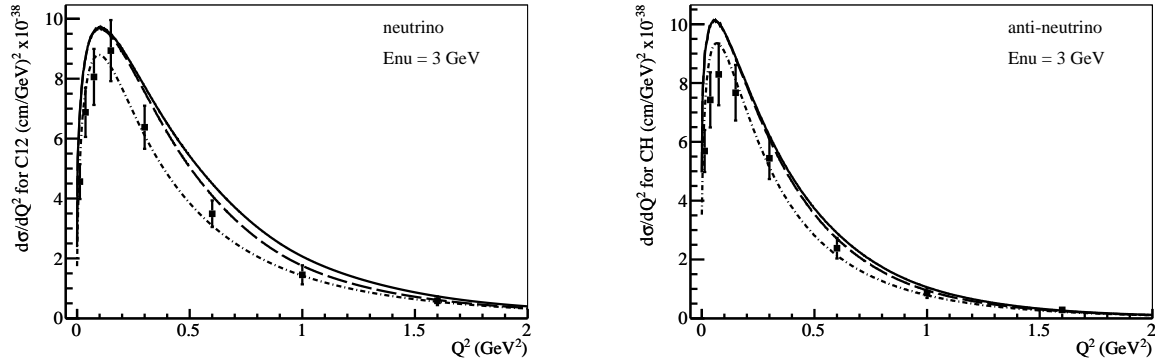 dσ/dQ² for C12 (cm/GeV)² x10⁻³⁸
10
8
6
4
2
0
neutrino
Enu = 3 GeV
0 0.5 1 1.5 2
Q² (GeV²)
dσ/dQ² for CH (cm/GeV)² x10⁻³⁸
10
8
6
4
2
0
anti-neutrino
Enu = 3 GeV
0 0.5 1 1.5 2
Q² (GeV²)